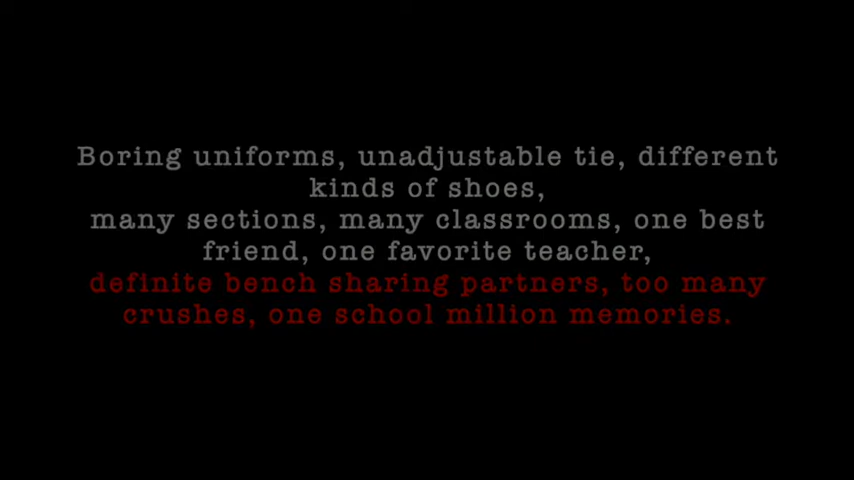 Boring uniforms, unadjustable tie, different
kinds of shoes,
many sections, many classrooms, one best
friend, one favorite teacher,
definite bench sharing partners, too many
crushes, one school million memories.